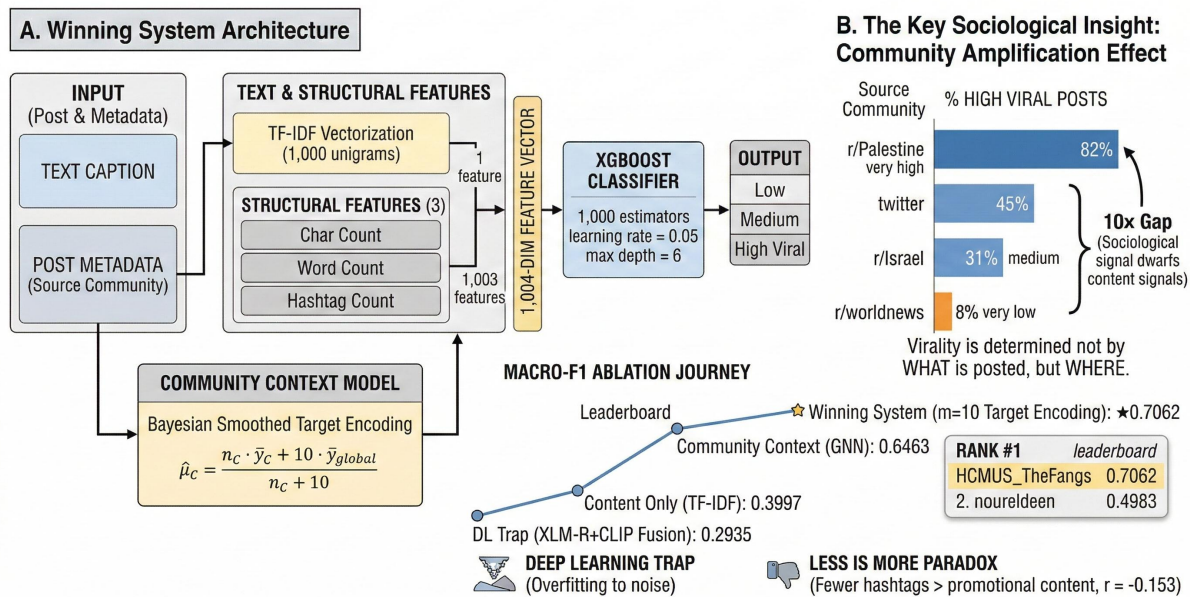 A. Winning System Architecture
INPUT
(Post & Metadata)
TEXT CAPTION
POST METADATA
(Source Community)
TEXT & STRUCTURAL FEATURES
TF-IDF Vectorization
(1,000 unigrams)
1
feature
STRUCTURAL FEATURES (3)
Char Count
Word Count
Hashtag Count
1,003
features
1,004-DIM FEATURE VECTOR
XGBOOST
CLASSIFIER
1,000 estimators
learning rate = 0.05
max depth = 6
OUTPUT
Low
Medium
High Viral
COMMUNITY CONTEXT MODEL
Bayesian Smoothed Target Encoding
μ̂_C = (n_C · ȳ_C + 10 · ȳ_global) / (n_C + 10)
B. The Key Sociological Insight:
Community Amplification Effect
Source
Community
% HIGH VIRAL POSTS
r/Palestine
very high
82%
twitter
45%
r/Israel
31% medium
r/worldnews
8% very low
10x Gap
(Sociological
signal dwarfs
content signals)
Virality is determined not by
WHAT is posted, but WHERE.
MACRO-F1 ABLATION JOURNEY
Leaderboard
Winning System (m=10 Target Encoding): ★0.7062
Community Context (GNN): 0.6463
Content Only (TF-IDF): 0.3997
DL Trap (XLM-R+CLIP Fusion): 0.2935
RANK #1 leaderboard
HCMUS_TheFangs 0.7062
2. noureldeen 0.4983
DEEP LEARNING TRAP
(Overfitting to noise)
LESS IS MORE PARADOX
(Fewer hashtags > promotional content, r = -0.153)